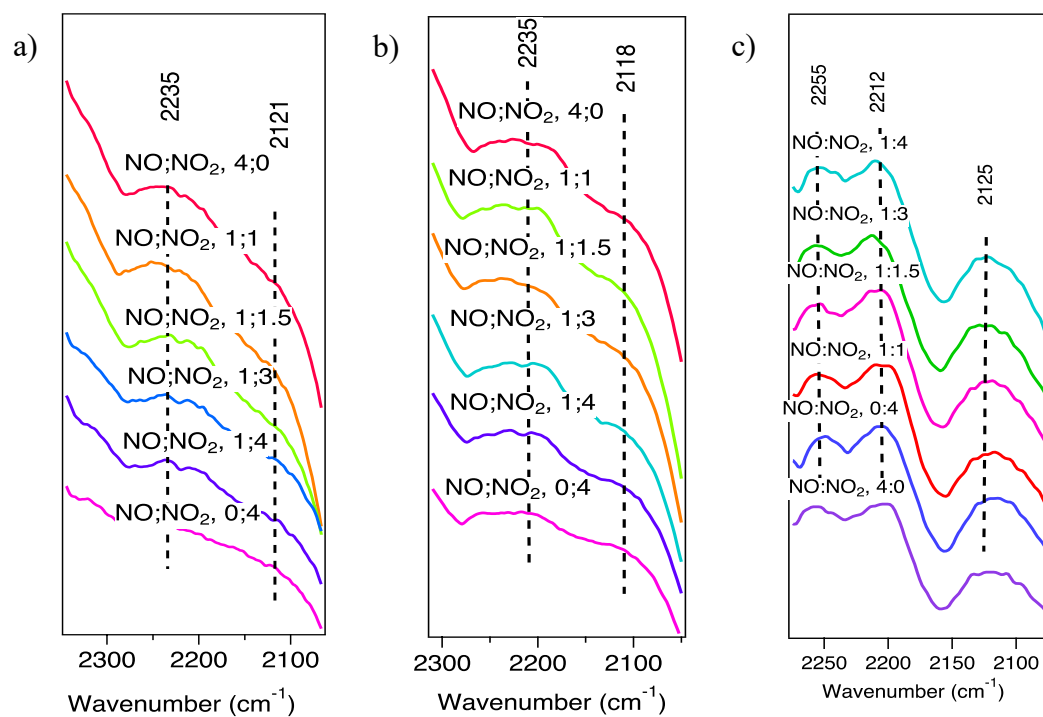 a)
2235
2121
NO;NO₂, 4;0
NO;NO₂, 1;1
NO;NO₂, 1;1.5
NO;NO₂, 1;3
NO;NO₂, 1;4
NO;NO₂, 0;4
2300
2200
2100
Wavenumber (cm⁻¹)
b)
2235
2118
NO;NO₂, 4;0
NO;NO₂, 1;1
NO;NO₂, 1;1.5
NO;NO₂, 1;3
NO;NO₂, 1;4
NO;NO₂, 0;4
2300
2200
2100
Wavenumber (cm⁻¹)
c)
2255
2212
2125
NO:NO₂, 1:4
NO:NO₂, 1:3
NO:NO₂, 1:1.5
NO:NO₂, 1:1
NO:NO₂, 0:4
NO:NO₂, 4:0
2250
2200
2150
2100
Wavenumber (cm⁻¹)